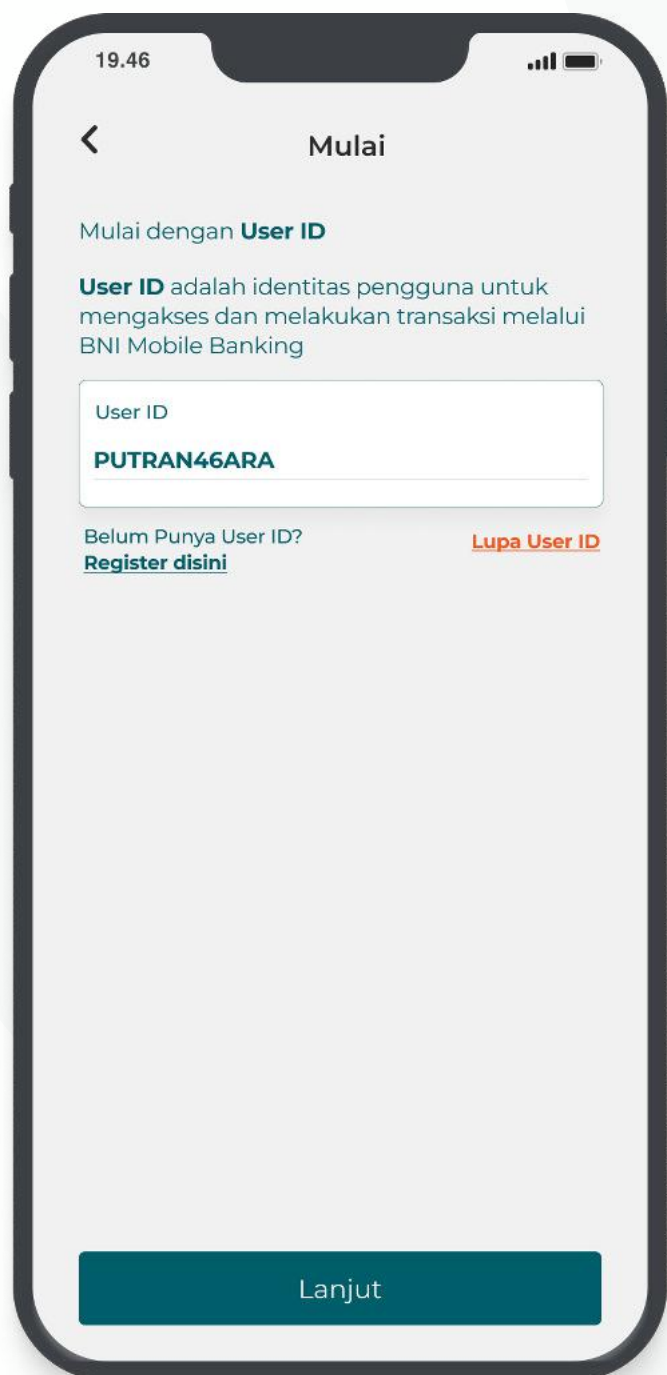 19.46
Mulai
Mulai dengan User ID
User ID adalah identitas pengguna untuk
mengakses dan melakukan transaksi melalui
BNI Mobile Banking
User ID
PUTRAN46ARA
Belum Punya User ID?
Register disini
Lupa User ID
Lanjut